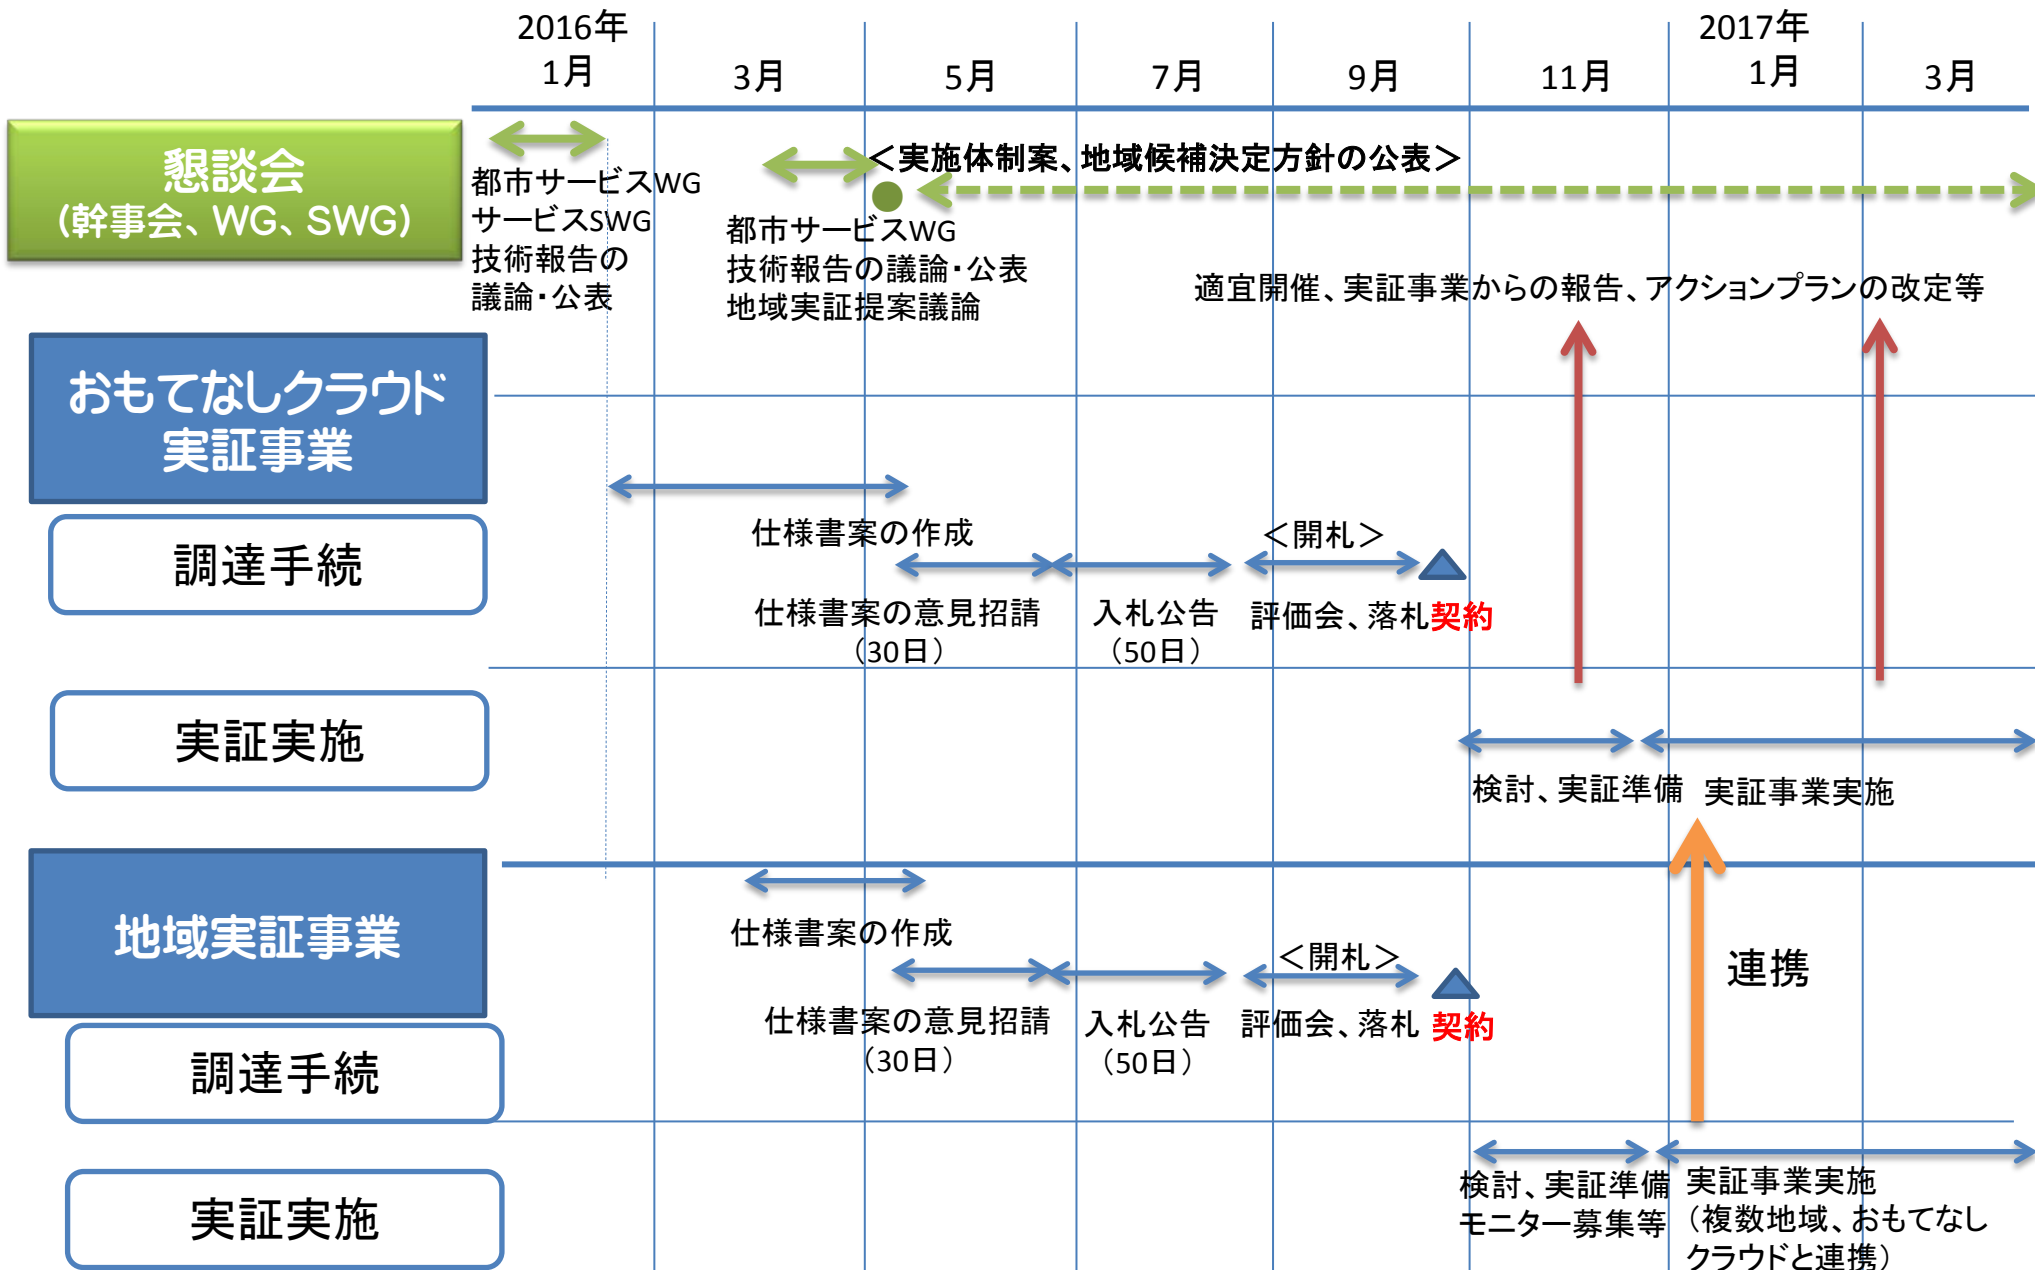 2016年
1月
3月
5月
7月
9月
11月
2017年
1月
3月
懇談会
(幹事会、WG、SWG)
都市サービスWG
サービスSWG
技術報告の
議論・公表
＜実施体制案、地域候補決定方針の公表＞
都市サービスWG
技術報告の議論・公表
地域実証提案議論
適宜開催、実証事業からの報告、アクションプランの改定等
おもてなしクラウド
実証事業
調達手続
仕様書案の作成
仕様書案の意見招請
（30日）
入札公告
（50日）
＜開札＞
評価会、落札
契約
実証実施
検討、実証準備
実証事業実施
地域実証事業
連携
調達手続
仕様書案の作成
仕様書案の意見招請
（30日）
入札公告
（50日）
＜開札＞
評価会、落札
契約
実証実施
検討、実証準備
モニター募集等
実証事業実施
（複数地域、おもてなし
クラウドと連携）